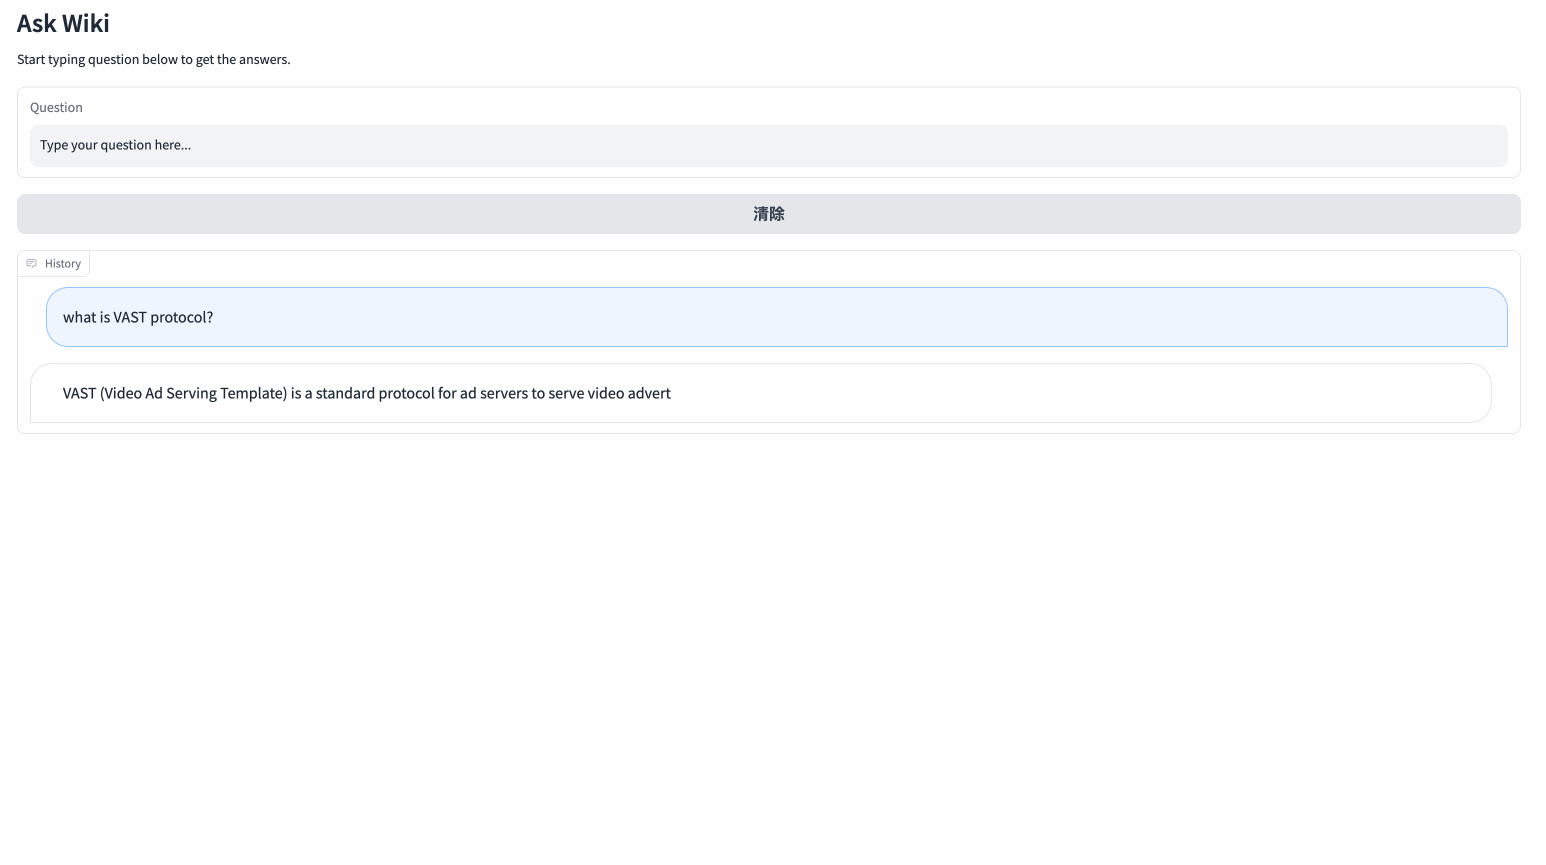 Ask Wiki
Start typing question below to get the answers.
Question
Type your question here...
清除
History
what is VAST protocol?
VAST (Video Ad Serving Template) is a standard protocol for ad servers to serve video advert